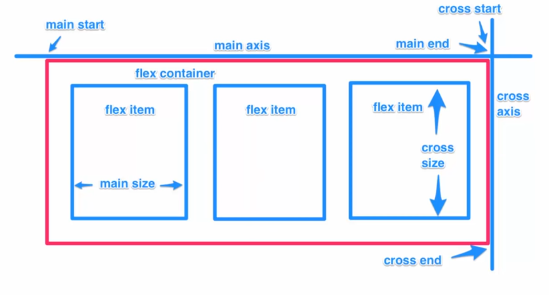 cross start
main start
main axis
main end
flex container
cross
axis
flex item
flex item
flex item
cross
size
main size
cross end